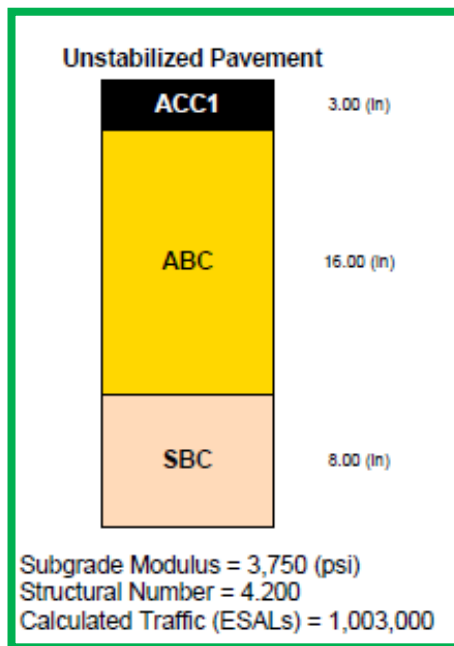 Unstabilized Pavement
ACC1
3.00 (in)
ABC
16.00 (in)
SBC
8.00 (in)
Subgrade Modulus = 3,750 (psi)
Structural Number = 4.200
Calculated Traffic (ESALs) = 1,003,000